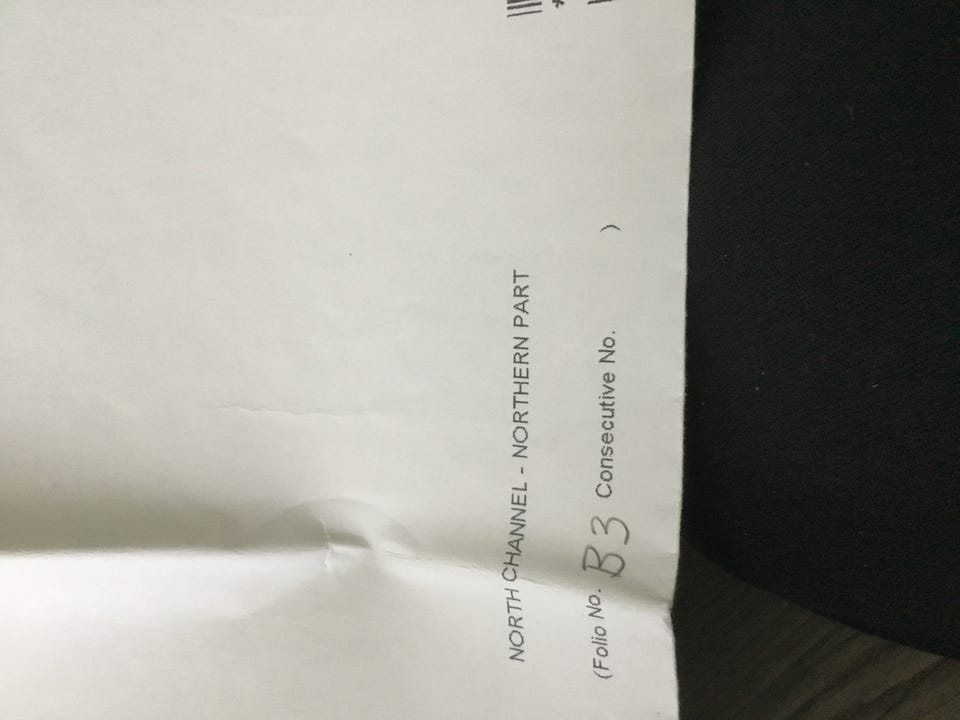 NORTH CHANNEL - NORTHERN PART
(Folio No. B3 Consecutive No. )